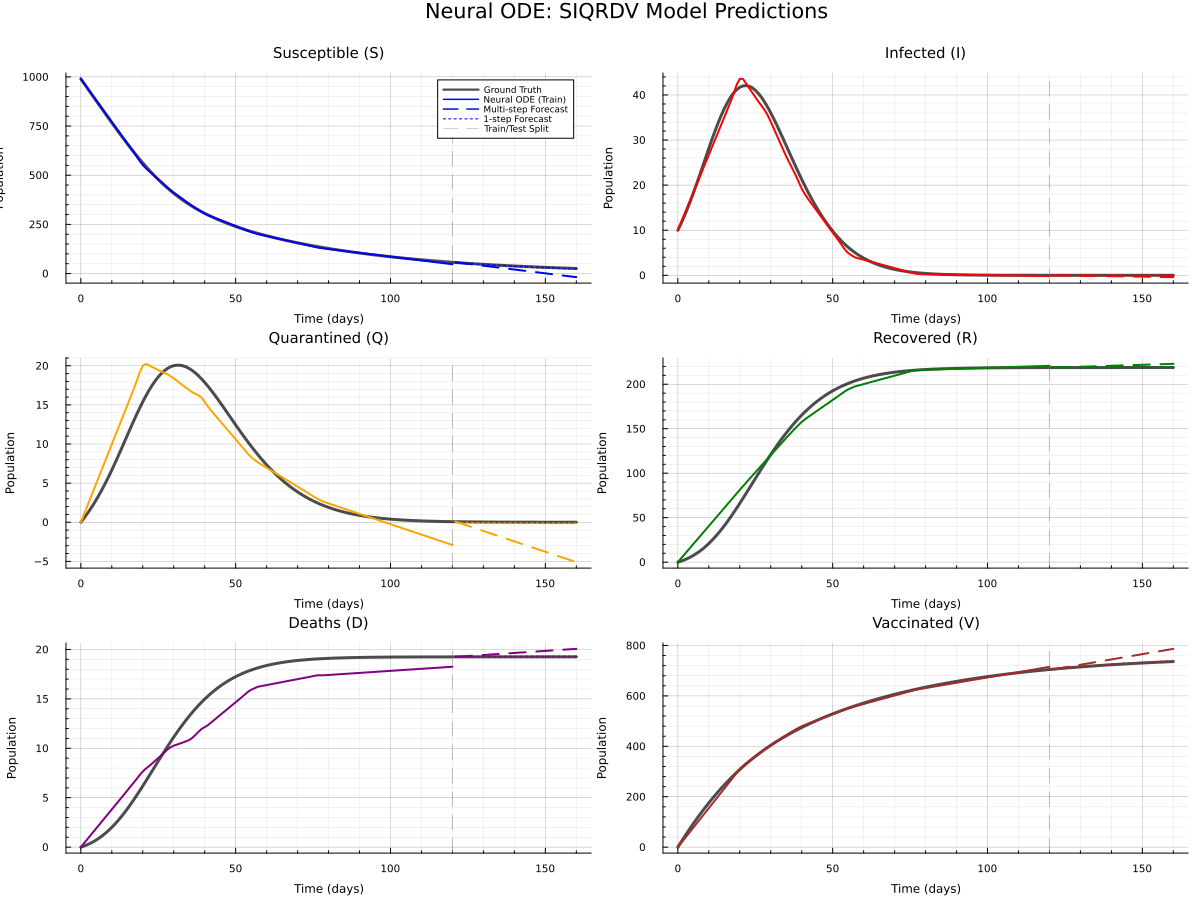 Neural ODE: SIQRDV Model Predictions
Susceptible (S)
1000
750
500
250
0
0
50
100
150
Time (days)
Ground Truth
Neural ODE (Train)
Multi-step Forecast
1-step Forecast
Train/Test Split
Infected (I)
Population
40
30
20
10
0
0
50
100
150
Time (days)
Quarantined (Q)
Population
20
15
10
5
0
−5
0
50
100
150
Time (days)
Recovered (R)
Population
200
150
100
50
0
0
50
100
150
Time (days)
Deaths (D)
Population
20
15
10
5
0
0
50
100
150
Time (days)
Vaccinated (V)
Population
800
600
400
200
0
0
50
100
150
Time (days)